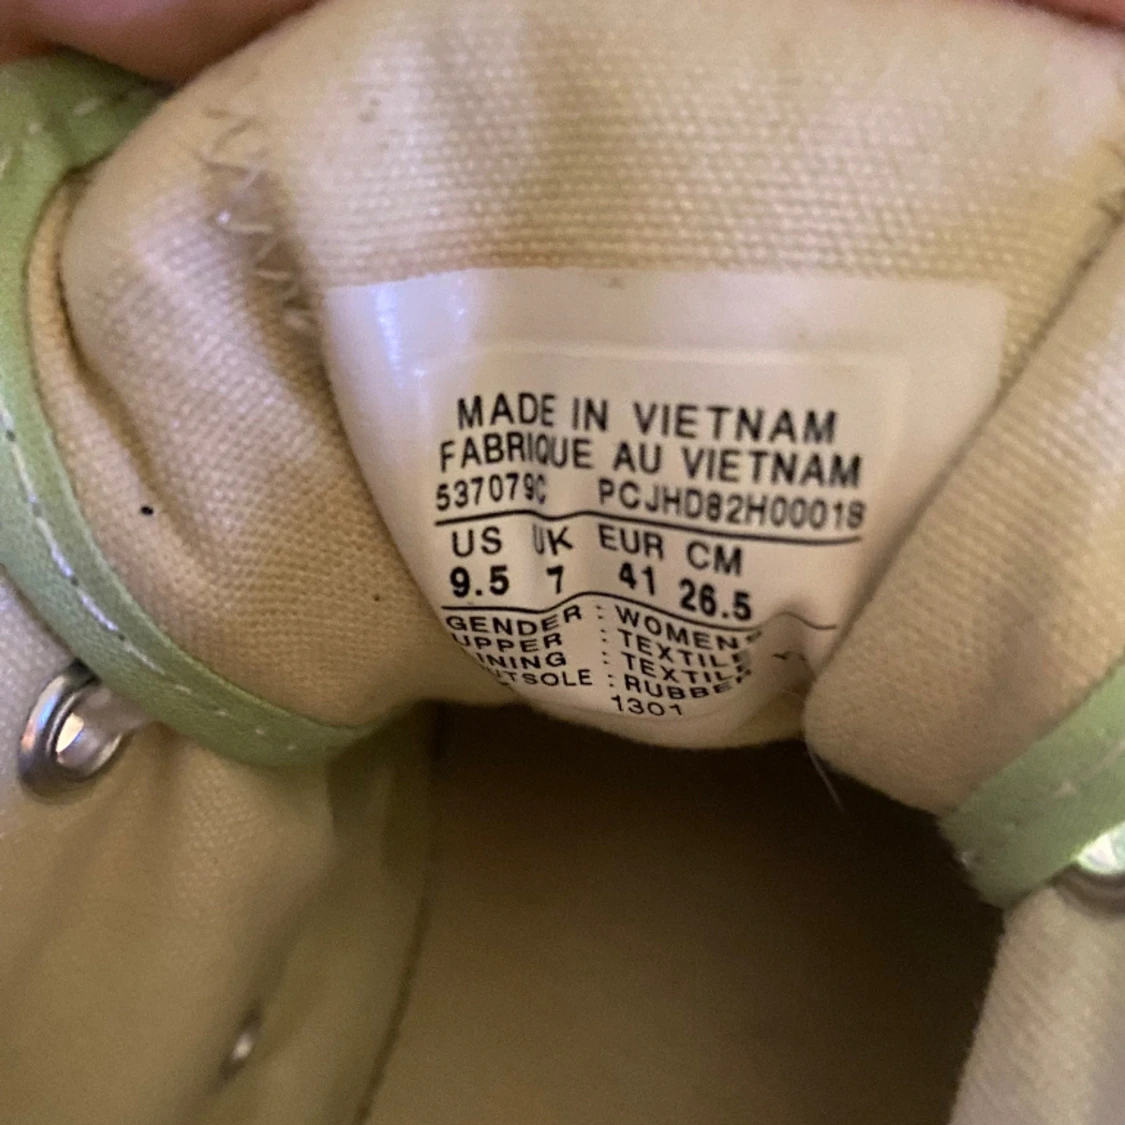 MADE IN VIETNAM
FABRIQUE AU VIETNAM
537079C PCJHD82H00018
US UK EUR CM
9.5 7 41 26.5
GENDER : WOMENS
UPPER : TEXTILE
LINING : TEXTILE
OUTSOLE : RUBBER
1301